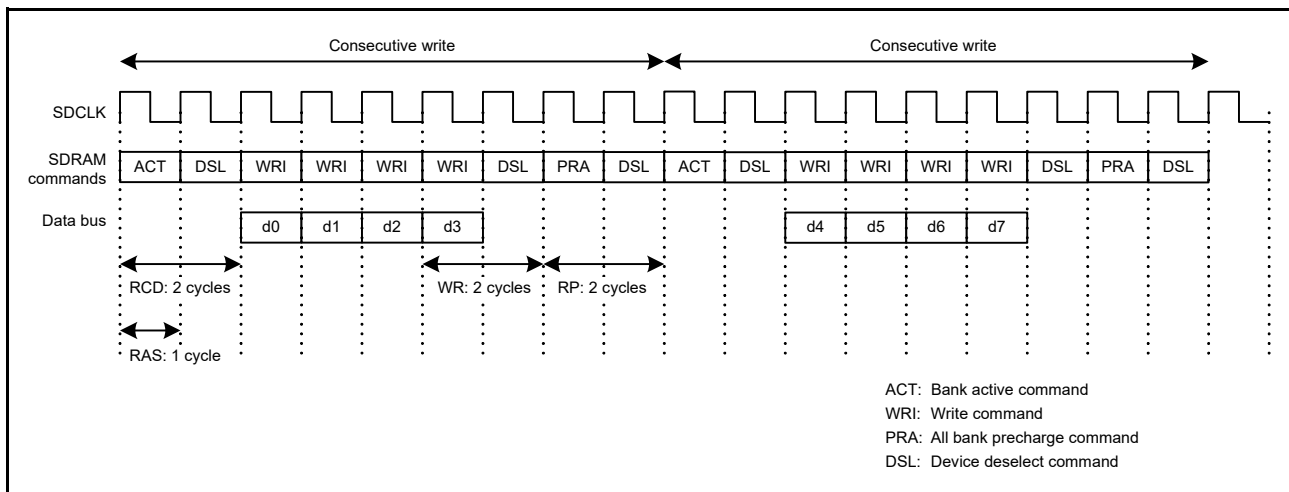 Consecutive write Consecutive write
SDCLK
SDRAM
commands
ACT DSL WRI WRI WRI WRI DSL PRA DSL ACT DSL WRI WRI WRI WRI DSL PRA DSL
Data bus
d0 d1 d2 d3 d4 d5 d6 d7
RCD: 2 cycles WR: 2 cycles RP: 2 cycles
RAS: 1 cycle
ACT: Bank active command
WRI: Write command
PRA: All bank precharge command
DSL: Device deselect command